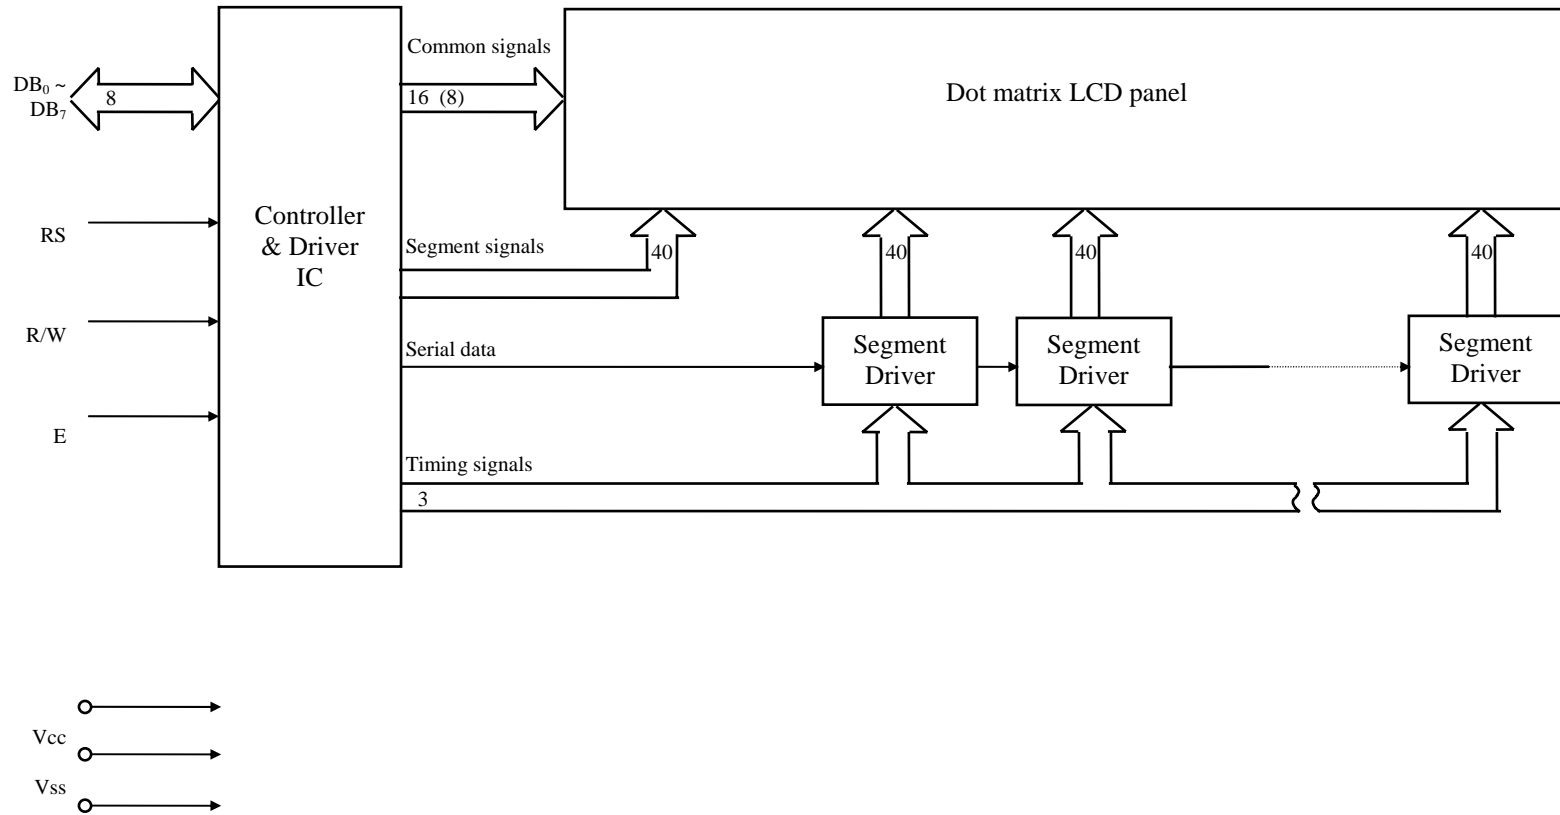 Common signals
DB₀ ~
DB₇
8
16 (8)
Dot matrix LCD panel
Controller
& Driver
IC
RS
Segment signals
40
40
40
40
R/W
Serial data
Segment
Driver
Segment
Driver
Segment
Driver
E
Timing signals
3
Vcc
Vss